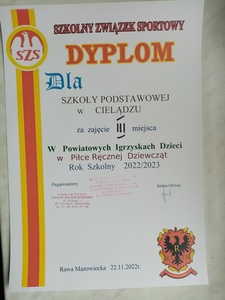 SZKOLNY ZWIĄZEK SPORTOWY
SZS
DYPLOM
Dla
SZKOŁY PODSTAWOWEJ
w CIELĄDZU
za zajęcie III miejsca
W Powiatowych Igrzyskach Dzieci
w Piłce Ręcznej Dziewcząt
Rok Szkolny 2022/2023
Organizatorzy
Sędzia Główny
Rawa Mazowiecka 22.11.2022r.